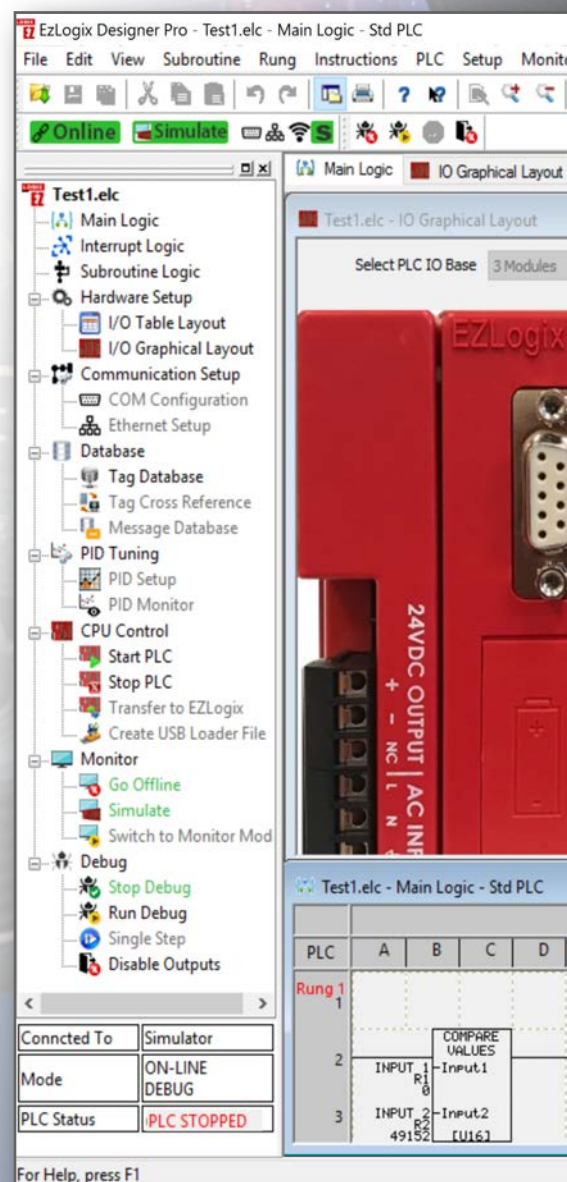 EzLogix Designer Pro - Test1.elc - Main Logic - Std PLC
File Edit View Subroutine Rung Instructions PLC Setup Monito
Online Simulate S
Main Logic IO Graphical Layout
Test1.elc
Main Logic
Interrupt Logic
Subroutine Logic
Hardware Setup
I/O Table Layout
I/O Graphical Layout
Communication Setup
COM Configuration
Ethernet Setup
Database
Tag Database
Tag Cross Reference
Message Database
PID Tuning
PID Setup
PID Monitor
CPU Control
Start PLC
Stop PLC
Transfer to EZLogix
Create USB Loader File
Monitor
Go Offline
Simulate
Switch to Monitor Mod
Debug
Stop Debug
Run Debug
Single Step
Disable Outputs
Conncted To Simulator
Mode ON-LINE
DEBUG
PLC Status PLC STOPPED
For Help, press F1
Test1.elc - IO Graphical Layout
Select PLC IO Base 3 Modules
EZLogix
24VDC OUTPUT | AC INP
+ - NC L N
Test1.elc - Main Logic - Std PLC
PLC A B C D
Rung 1
1
COMPARE
VALUES
2
INPUT_1 Input1
R1
0
3
INPUT_2 Input2
R2
49152 [U16]